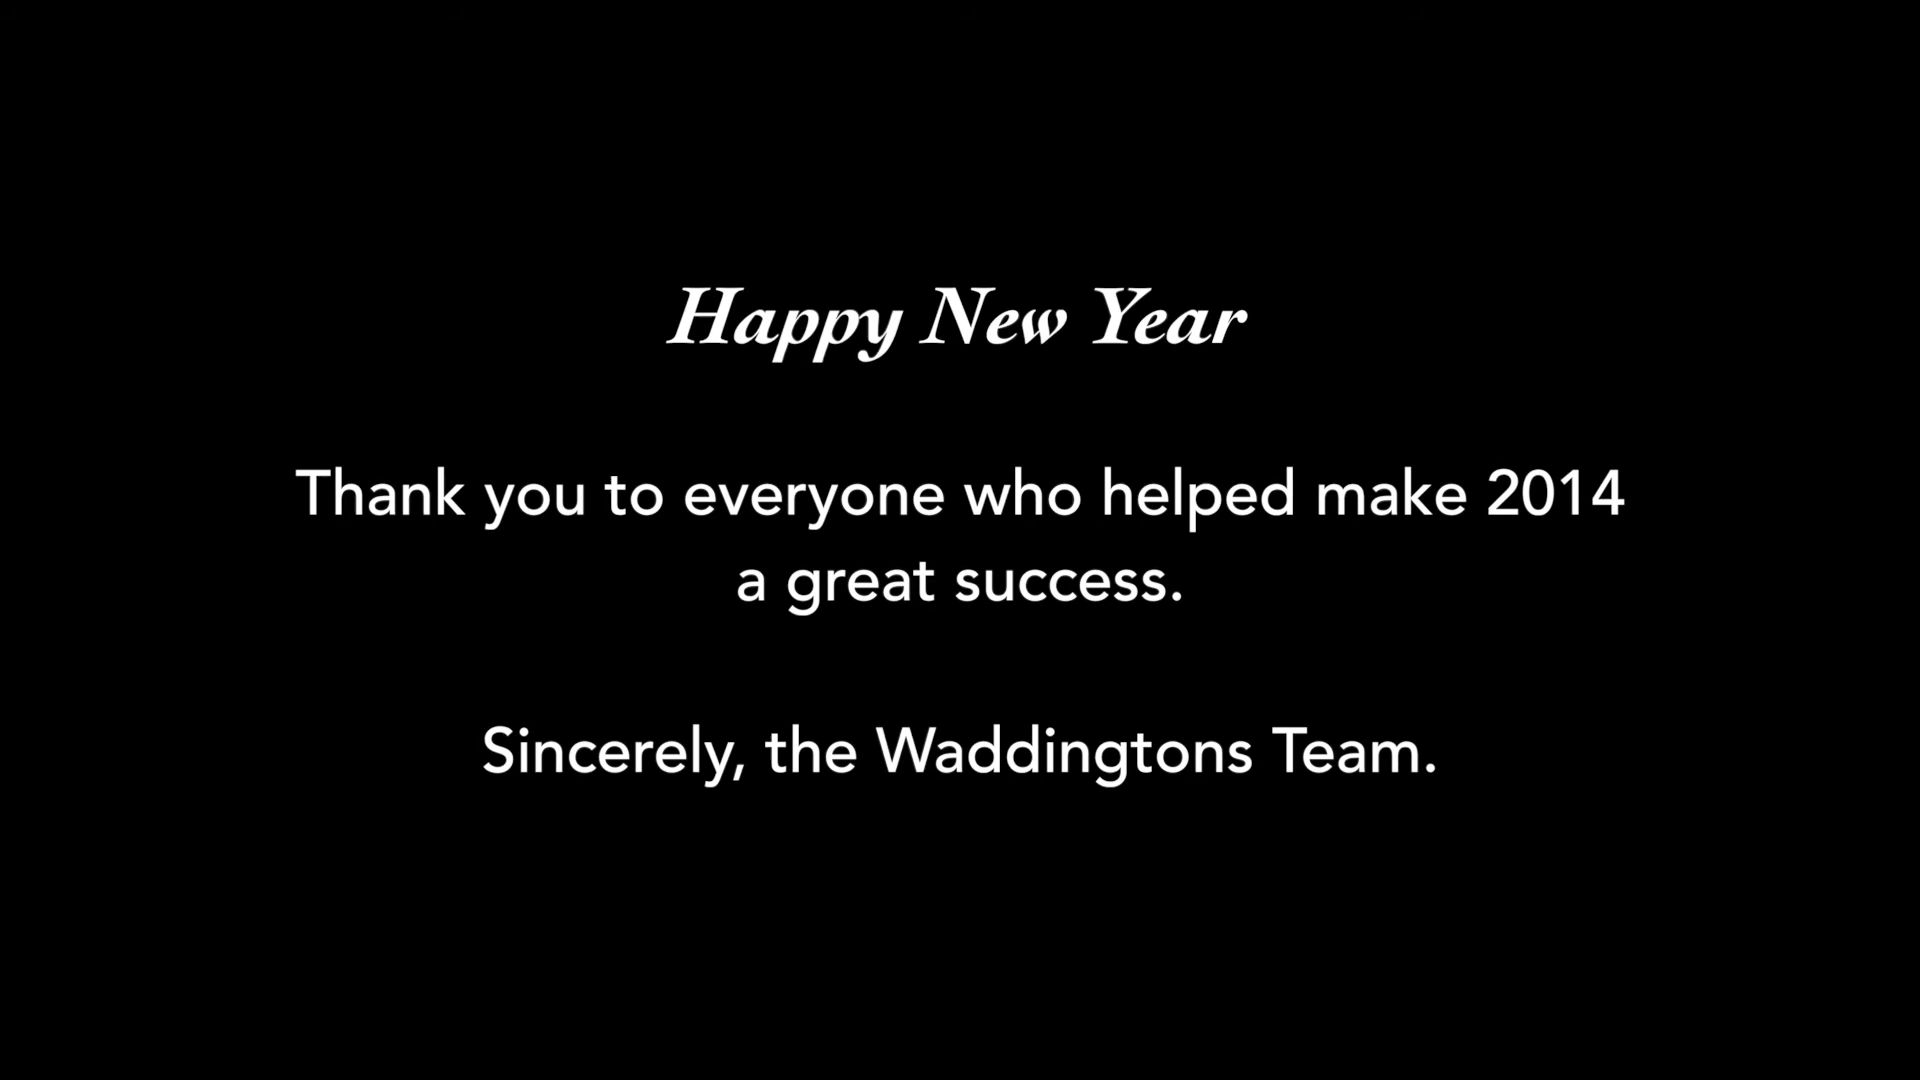 Happy New Year
Thank you to everyone who helped make 2014
a great success.
Sincerely, the Waddingtons Team.